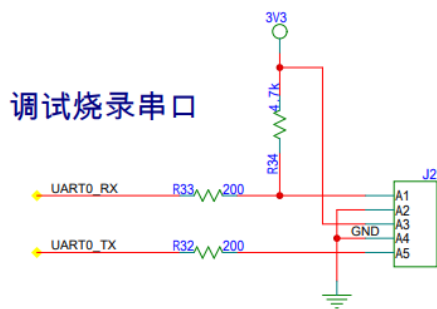 3V3
调试烧录串口
4.7k
R34
J2
UART0_RX
R33
200
A1
A2
A3
GND
A4
UART0_TX
R32
200
A5